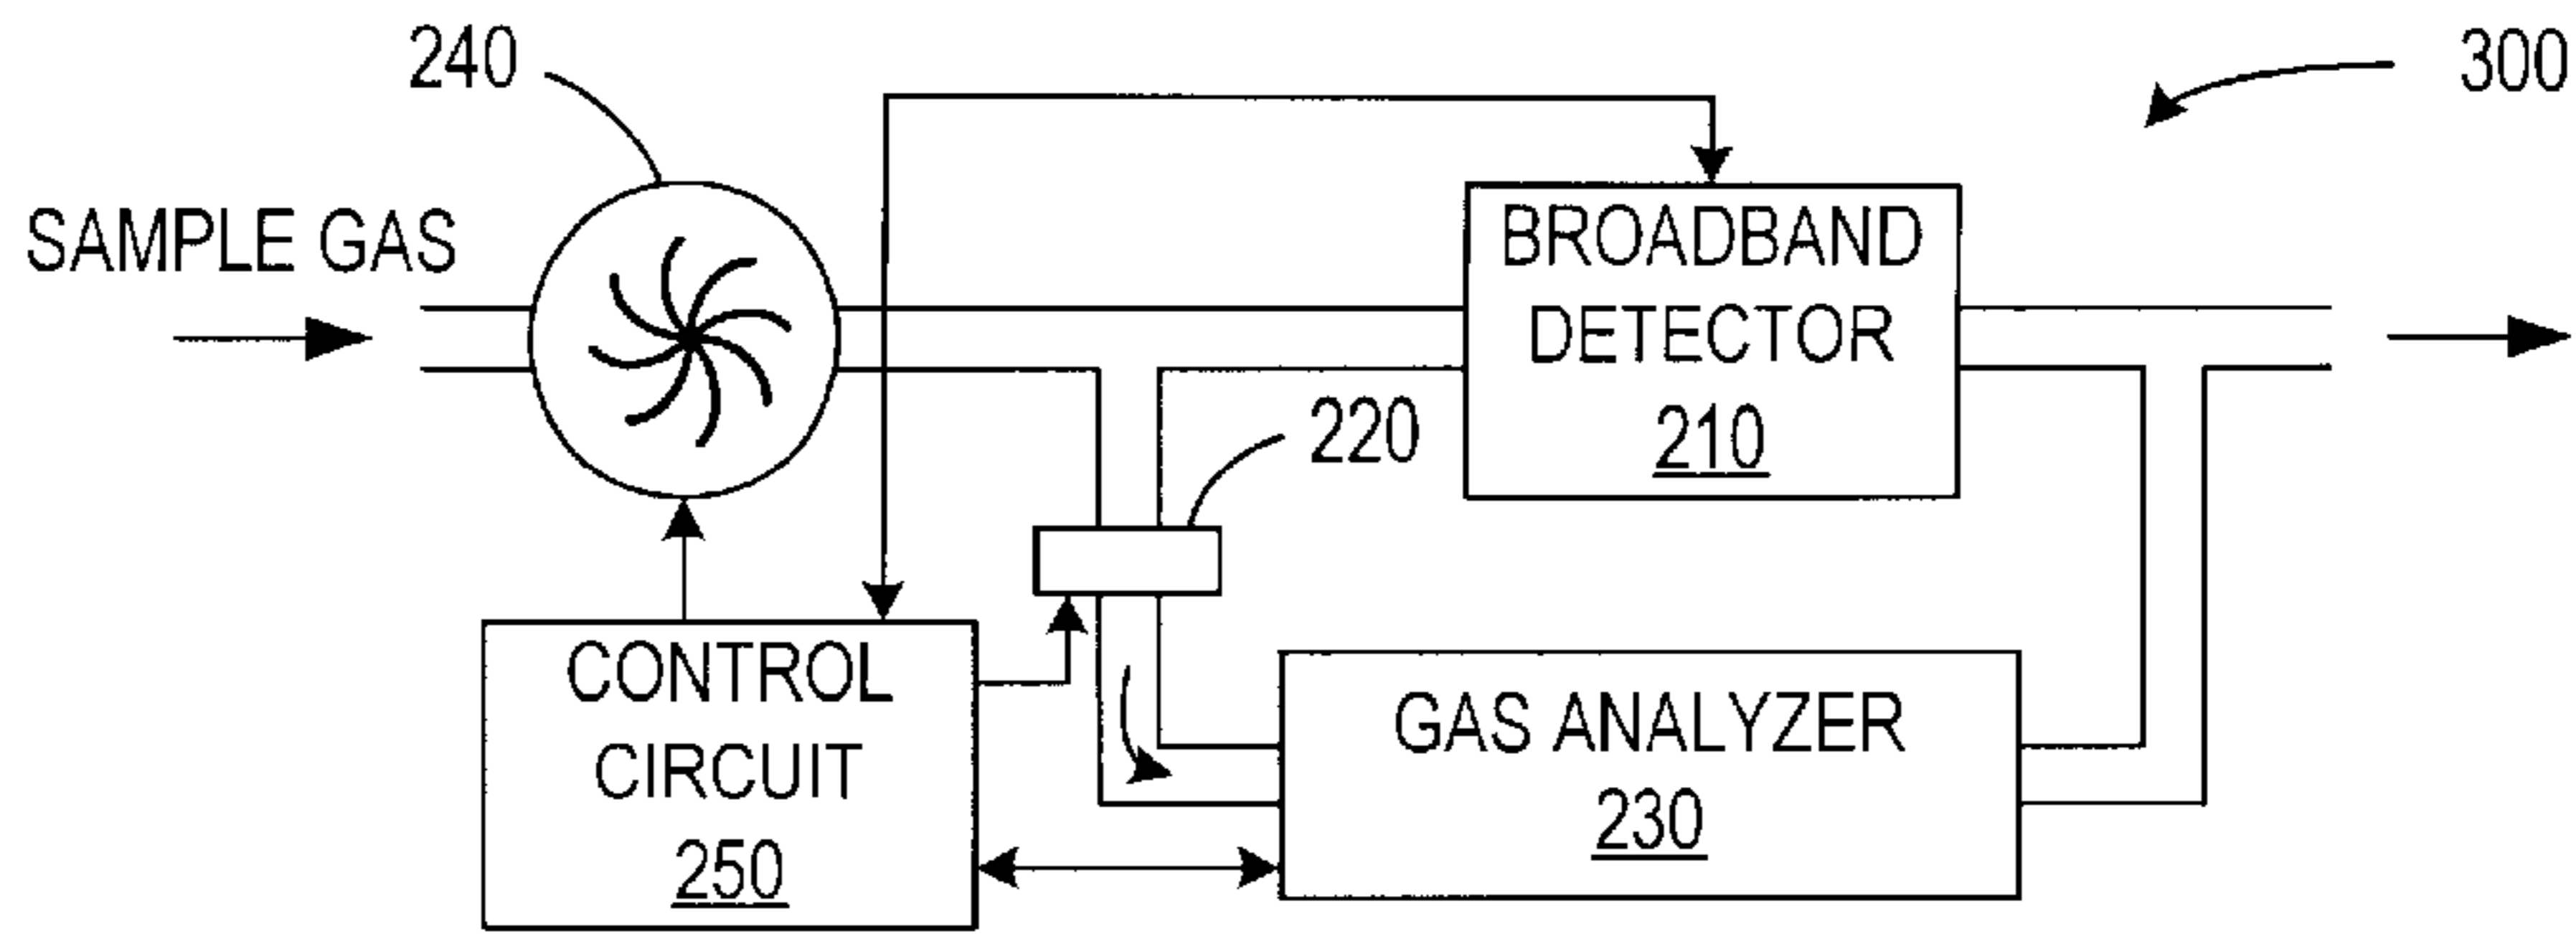 240
300
SAMPLE GAS
BROADBAND
DETECTOR
210
220
CONTROL
CIRCUIT
250
GAS ANALYZER
230